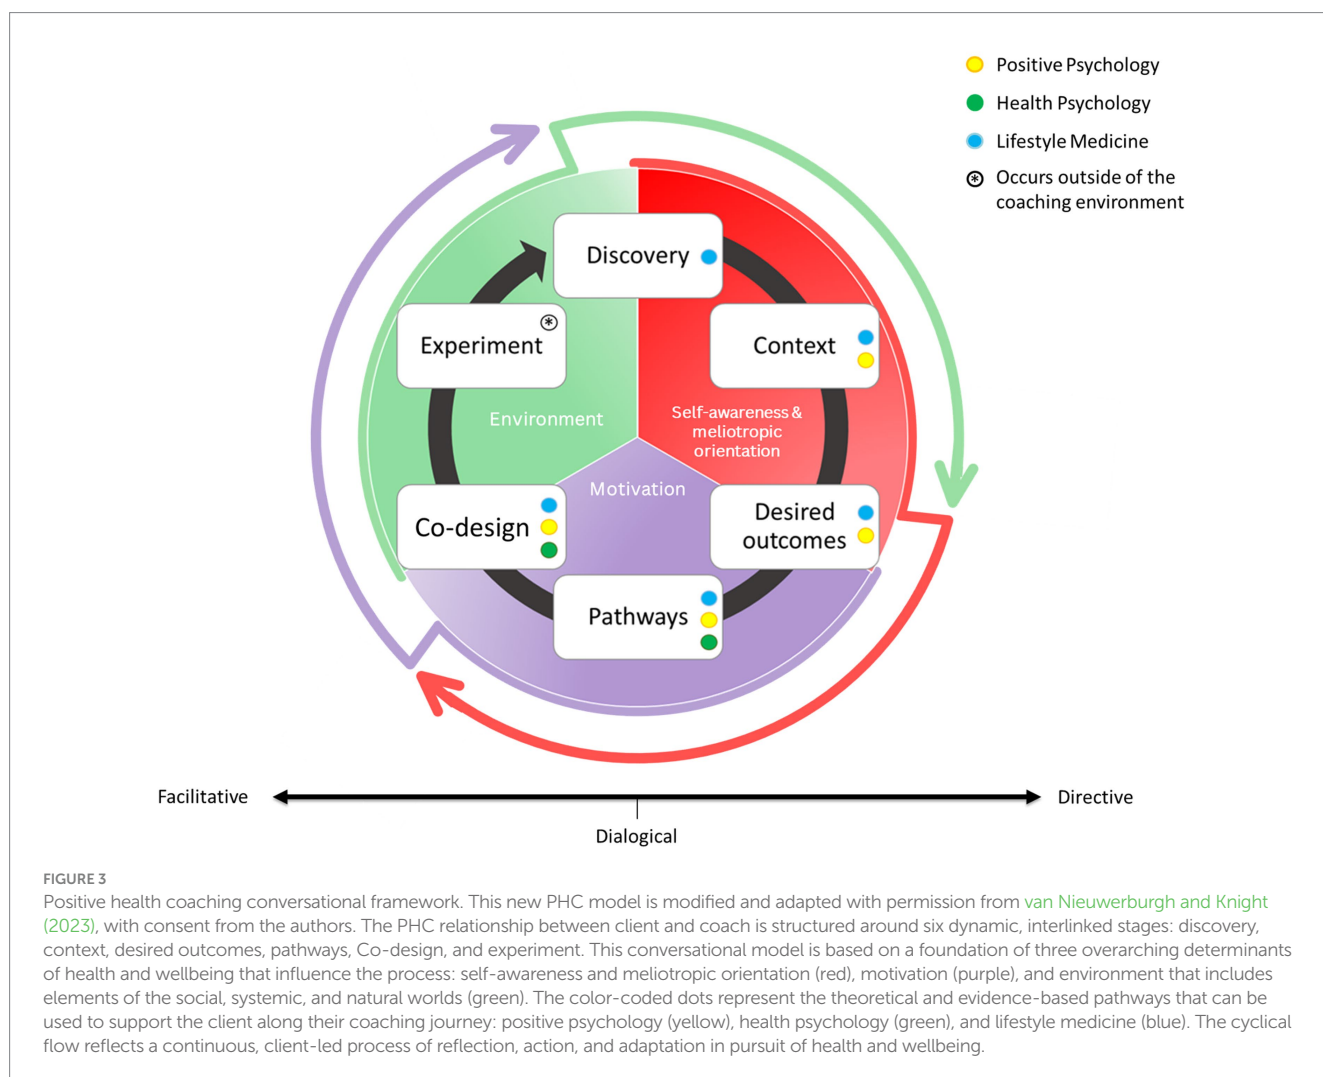 Positive Psychology
Health Psychology
Lifestyle Medicine
Occurs outside of the
coaching environment
Discovery
Experiment
Context
Environment
Self-awareness &
meliotropic
orientation
Motivation
Co-design
Desired
outcomes
Pathways
Facilitative
Directive
Dialogical
FIGURE 3
Positive health coaching conversational framework. This new PHC model is modified and adapted with permission from van Nieuwerburgh and Knight
(2023), with consent from the authors. The PHC relationship between client and coach is structured around six dynamic, interlinked stages: discovery,
context, desired outcomes, pathways, Co-design, and experiment. This conversational model is based on a foundation of three overarching determinants
of health and wellbeing that influence the process: self-awareness and meliotropic orientation (red), motivation (purple), and environment that includes
elements of the social, systemic, and natural worlds (green). The color-coded dots represent the theoretical and evidence-based pathways that can be
used to support the client along their coaching journey: positive psychology (yellow), health psychology (green), and lifestyle medicine (blue). The cyclical
flow reflects a continuous, client-led process of reflection, action, and adaptation in pursuit of health and wellbeing.